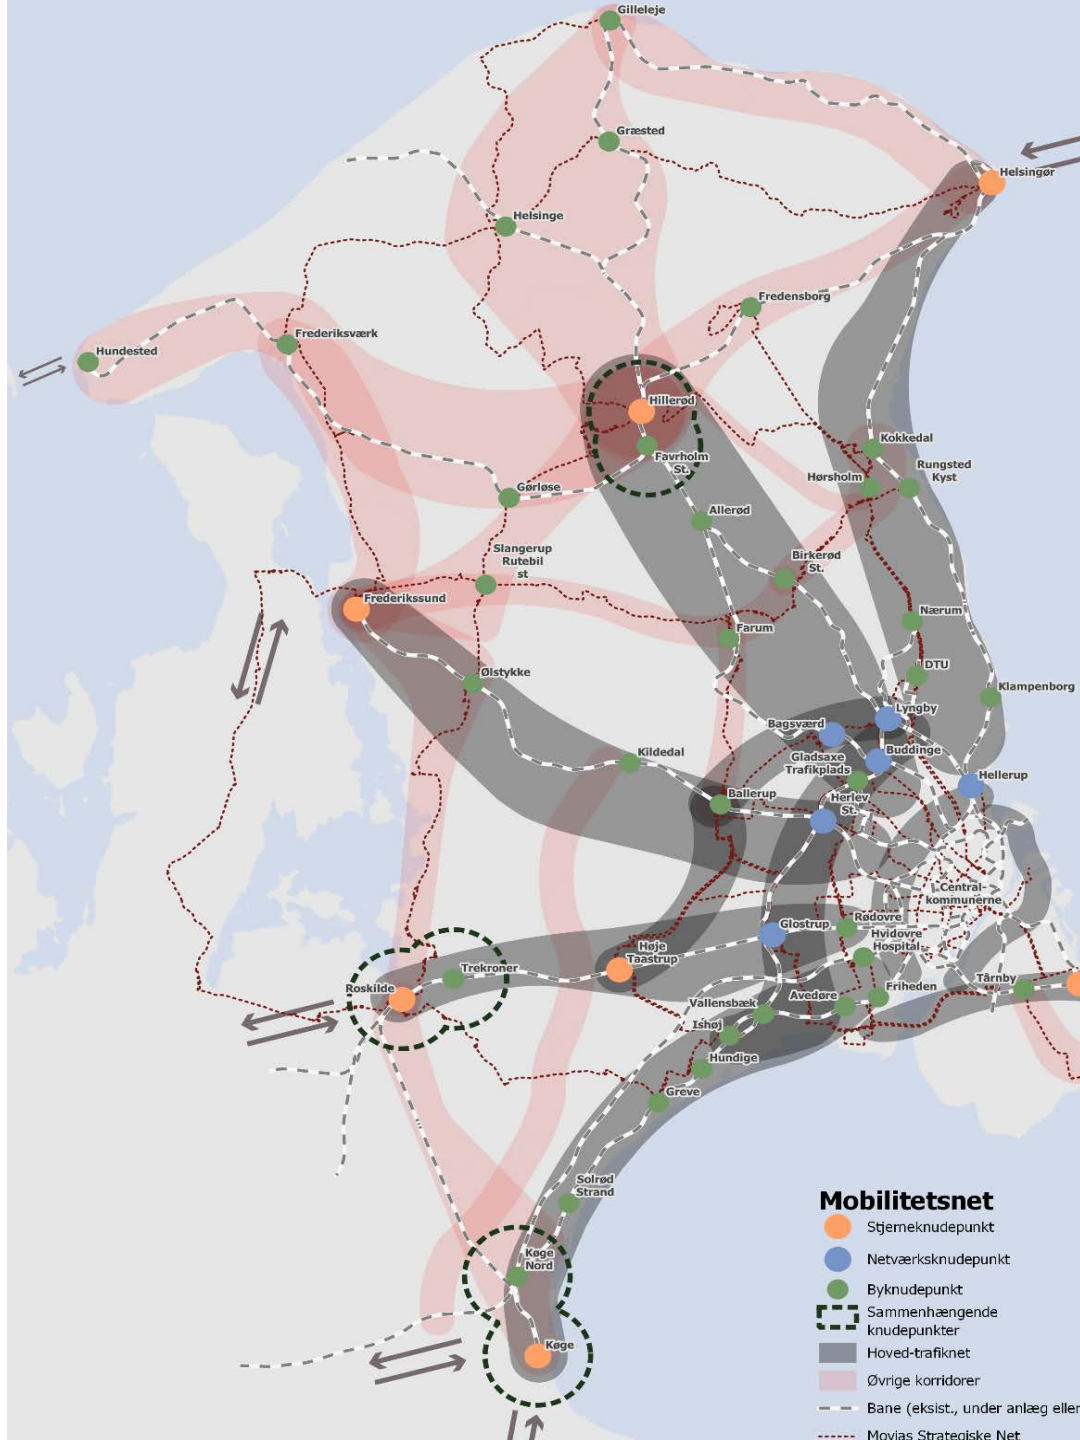 Gilleleje
Græsted
Helsingør
Helsinge
Fredensborg
Frederiksværk
Hundested
Hillerød
Favrholm
St.
Kokkedal
Rungsted
Kyst
Hørsholm
Gørløse
Allerød
Slangerup
Rutebil
st
Birkerød
St.
Frederikssund
Nærum
Farum
DTU
Ølstykke
Klampenborg
Lyngby
Bagsværd
Buddinge
Kildedal
Gladsaxe
Trafikplads
Hellerup
Ballerup
Herlev
St.
Central-
kommunerne
Glostrup
Rødovre
Hvidovre
Hospital
Høje
Taastrup
Trekroner
Tårnby
Roskilde
Friheden
Avedøre
Vallensbæk
Ishøj
Hundige
Greve
Solrød
Strand
Køge
Nord
Køge
Mobilitetsnet
Stjerneknudepunkt
Netværksknudepunkt
Byknudepunkt
Sammenhængende
knudepunkter
Hoved-trafiknet
Øvrige korridorer
Bane (eksist., under anlæg eller
Movias Strategiske Net